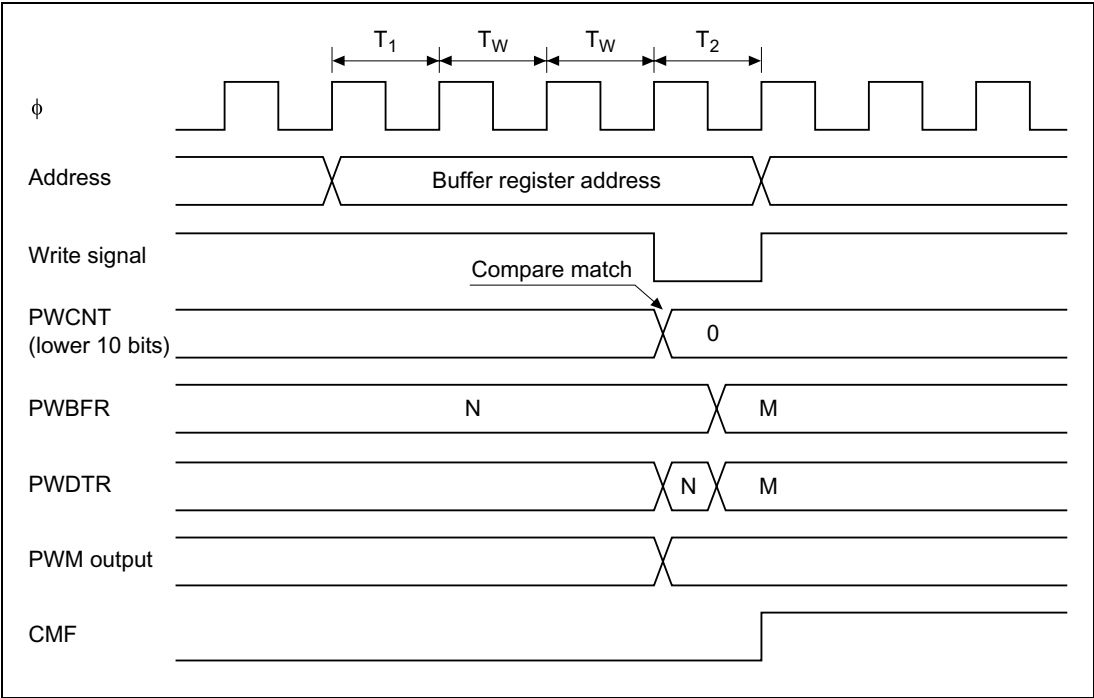 T1 TW TW T2
ϕ
Address
Buffer register address
Write signal
Compare match
PWCNT
(lower 10 bits)
0
PWBFR
N M
PWDTR
N M
PWM output
CMF